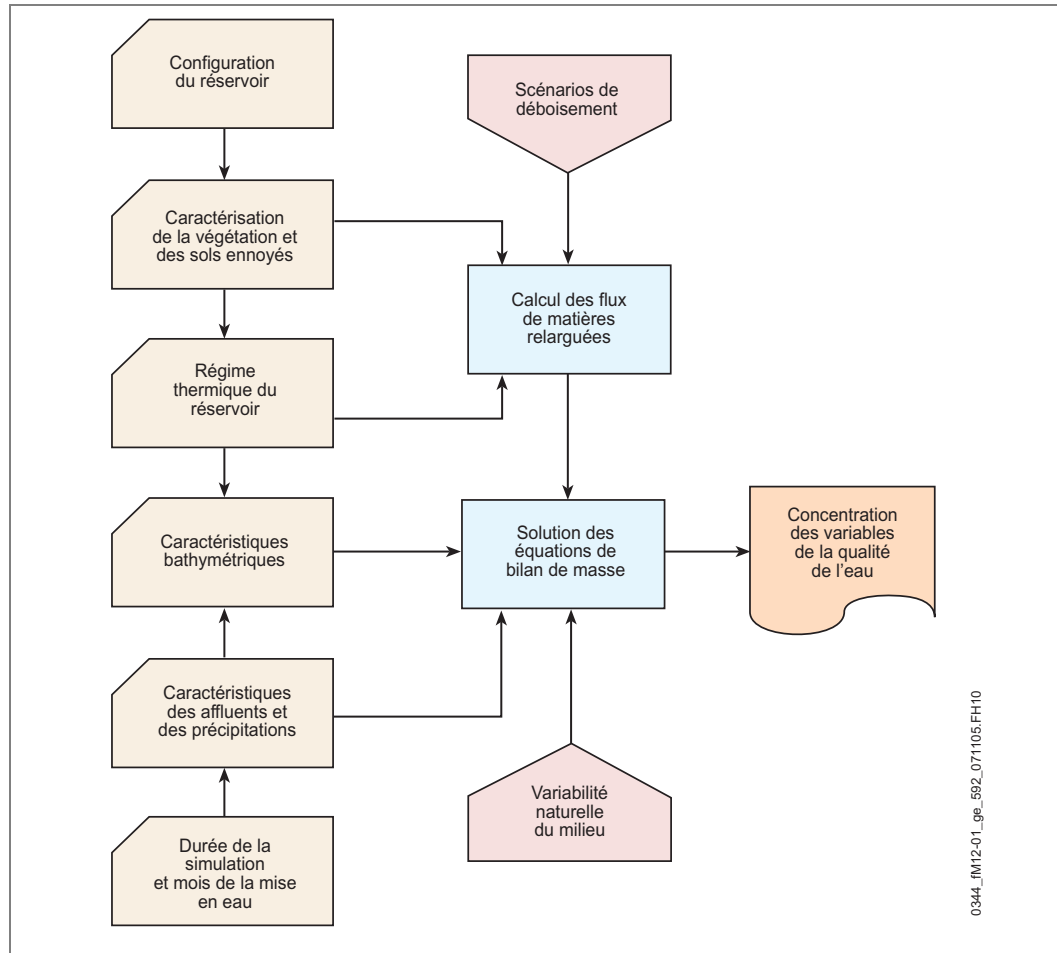 Configuration
du réservoir
Scénarios de
déboisement
Caractérisation
de la végétation et
des sols ennoyés
Calcul des flux
de matières
relarguées
Régime
thermique du
réservoir
Caractéristiques
bathymétriques
Solution des
équations de
bilan de masse
Concentration
des variables
de la qualité
de l'eau
Caractéristiques
des affluents et
des précipitations
Variabilité
naturelle
du milieu
Durée de la
simulation
et mois de la mise
en eau
0344_fM12-01_ge_592_071105.FH10